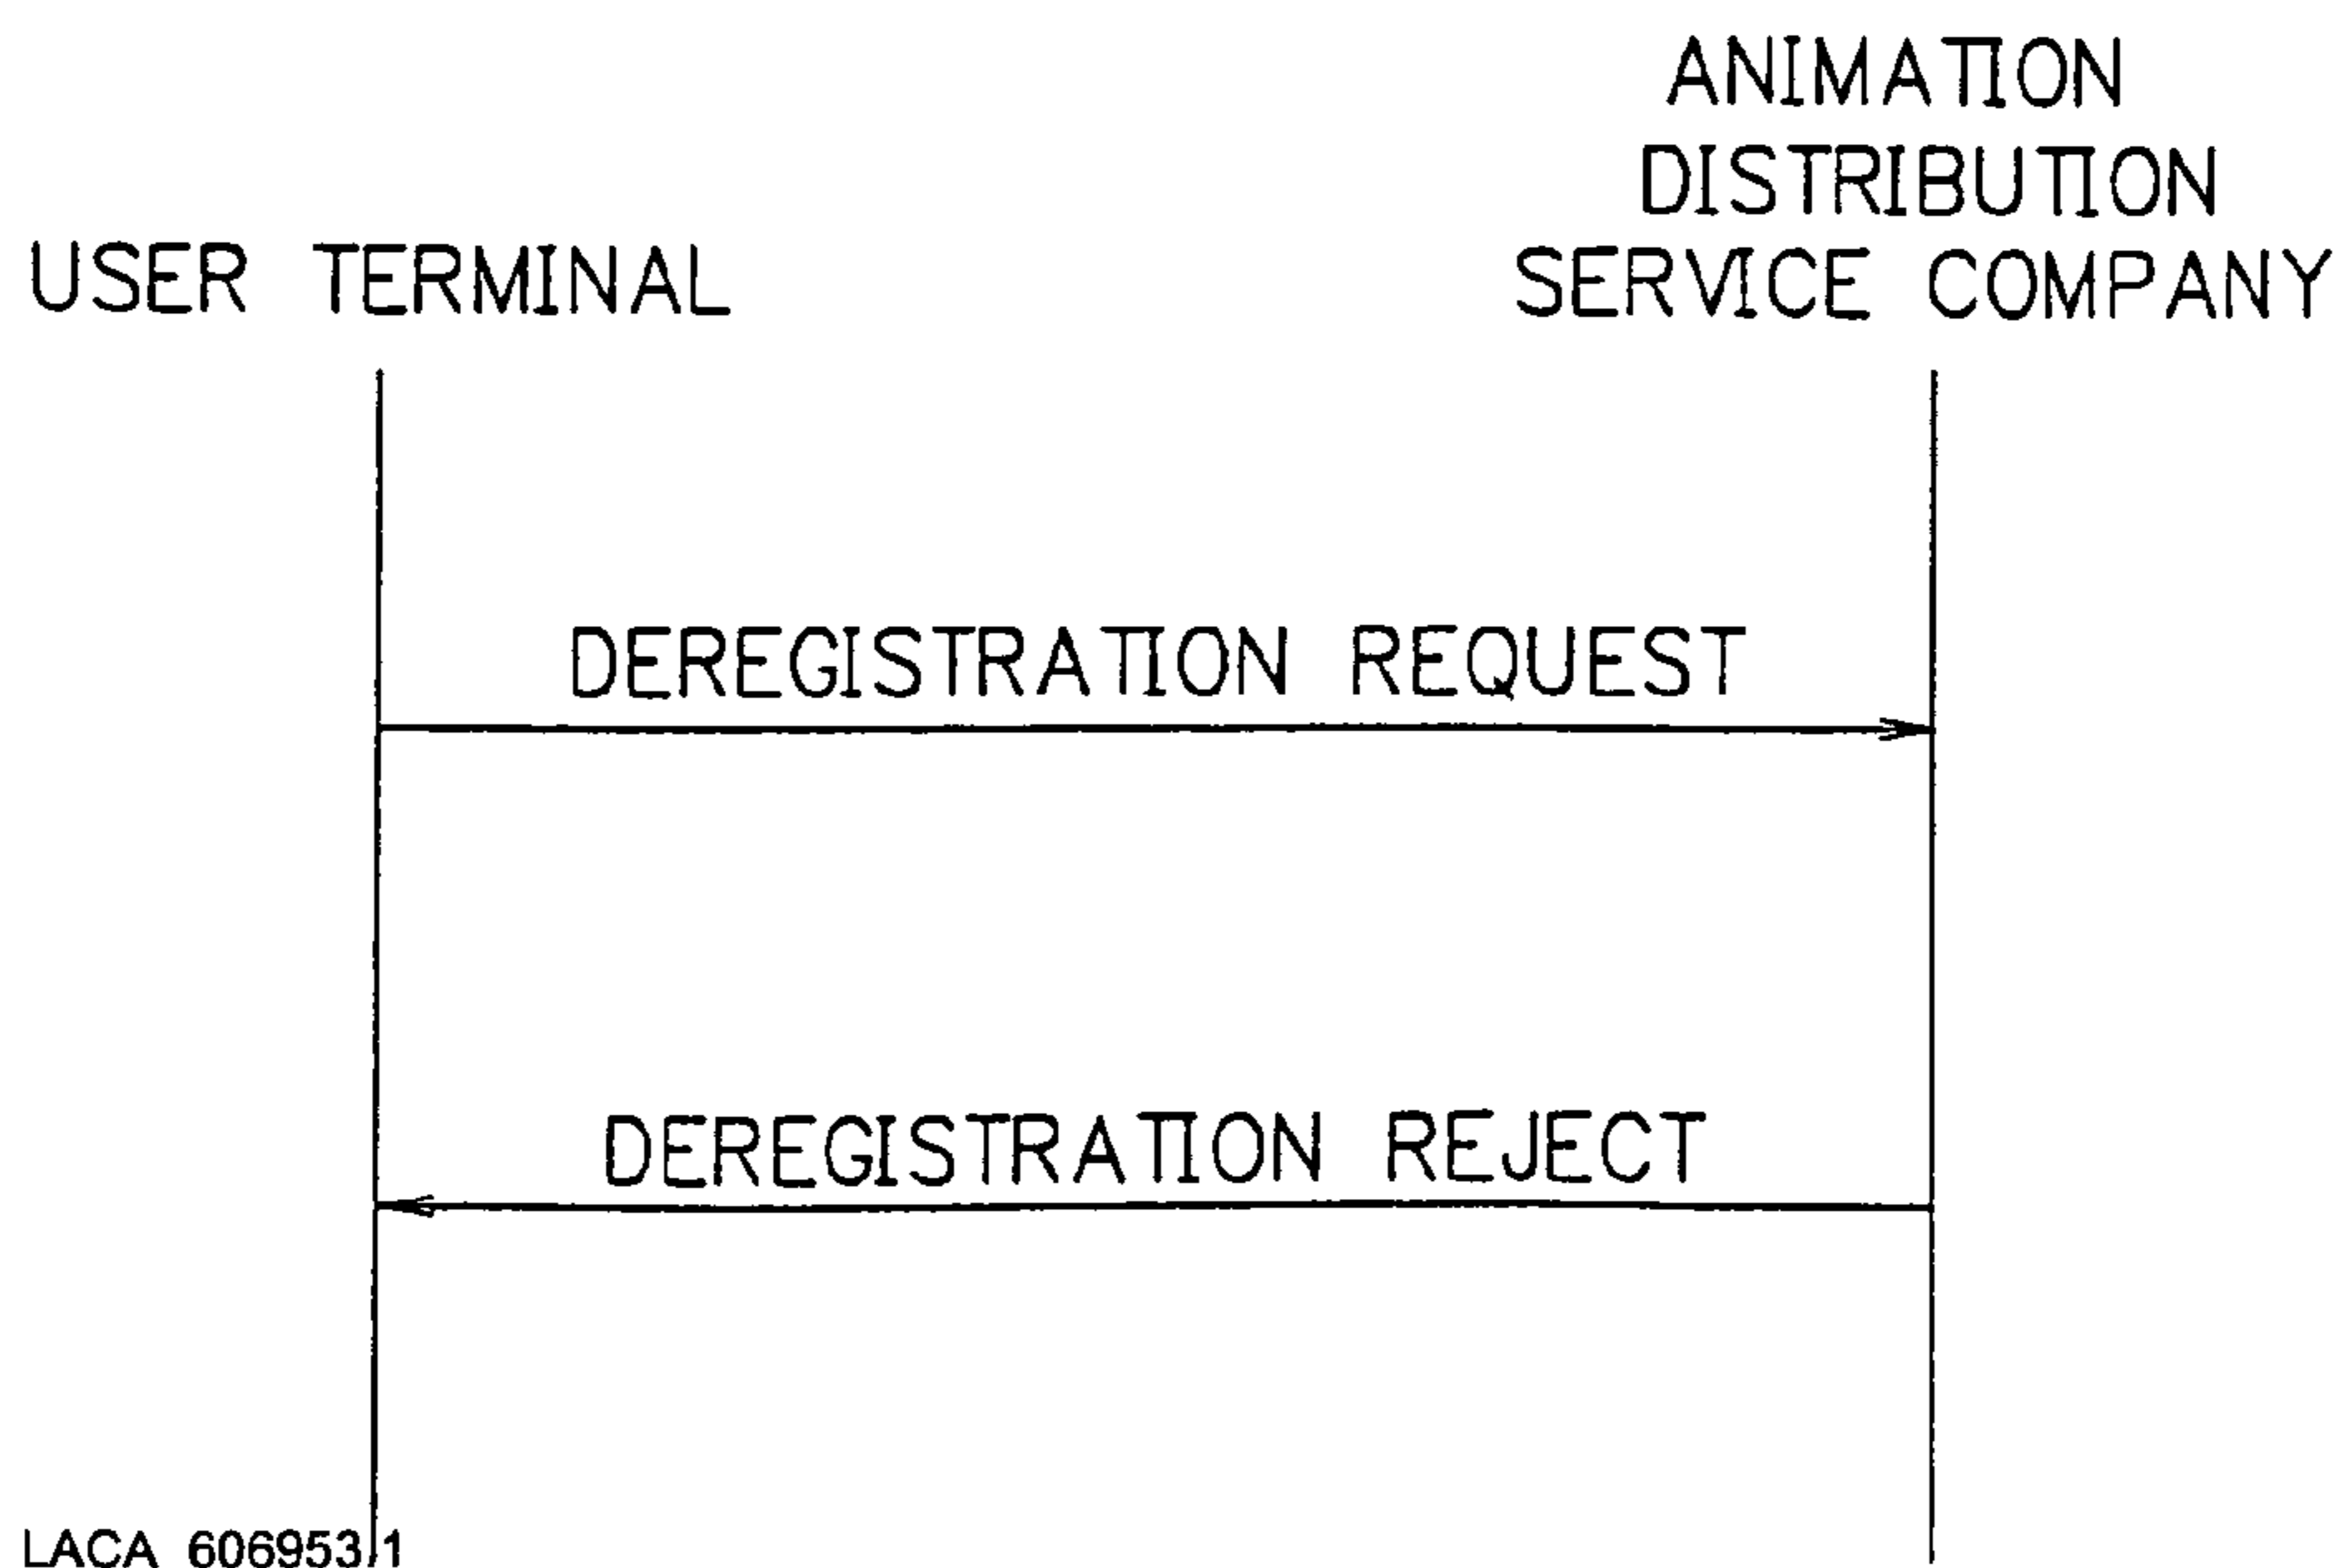 ANIMATION
DISTRIBUTION
SERVICE COMPANY
USER TERMINAL
DEREGISTRATION REQUEST
DEREGISTRATION REJECT
LACA 606953.1